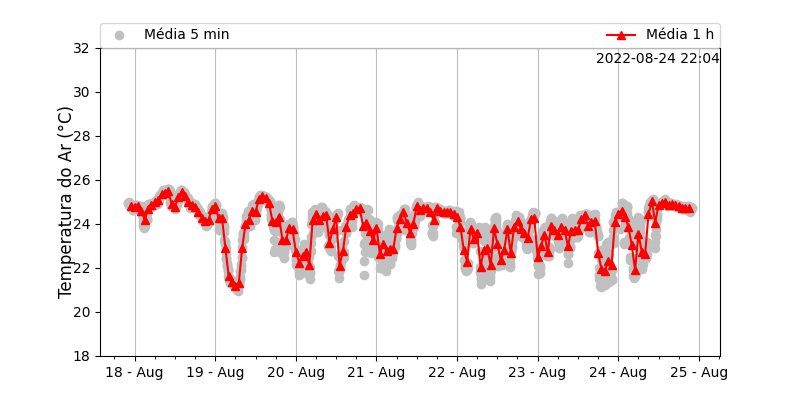 Média 5 min
Média 1 h
2022-08-24 22:04
Temperatura do Ar (°C)
32
30
28
26
24
22
20
18
18 - Aug
19 - Aug
20 - Aug
21 - Aug
22 - Aug
23 - Aug
24 - Aug
25 - Aug